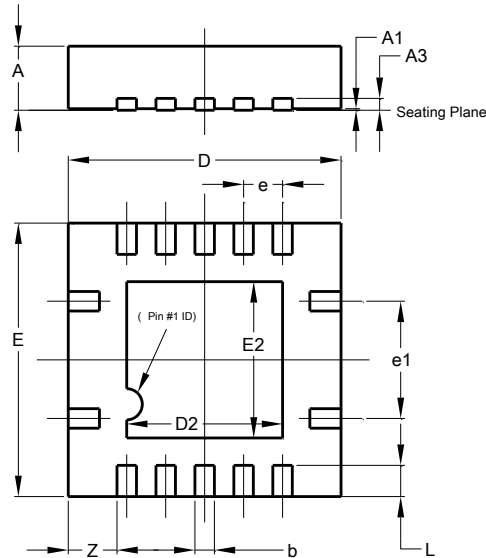 A1
A
A3
Seating Plane
D
e
( Pin #1 ID)
E
E2
e1
D2
Z
b
L